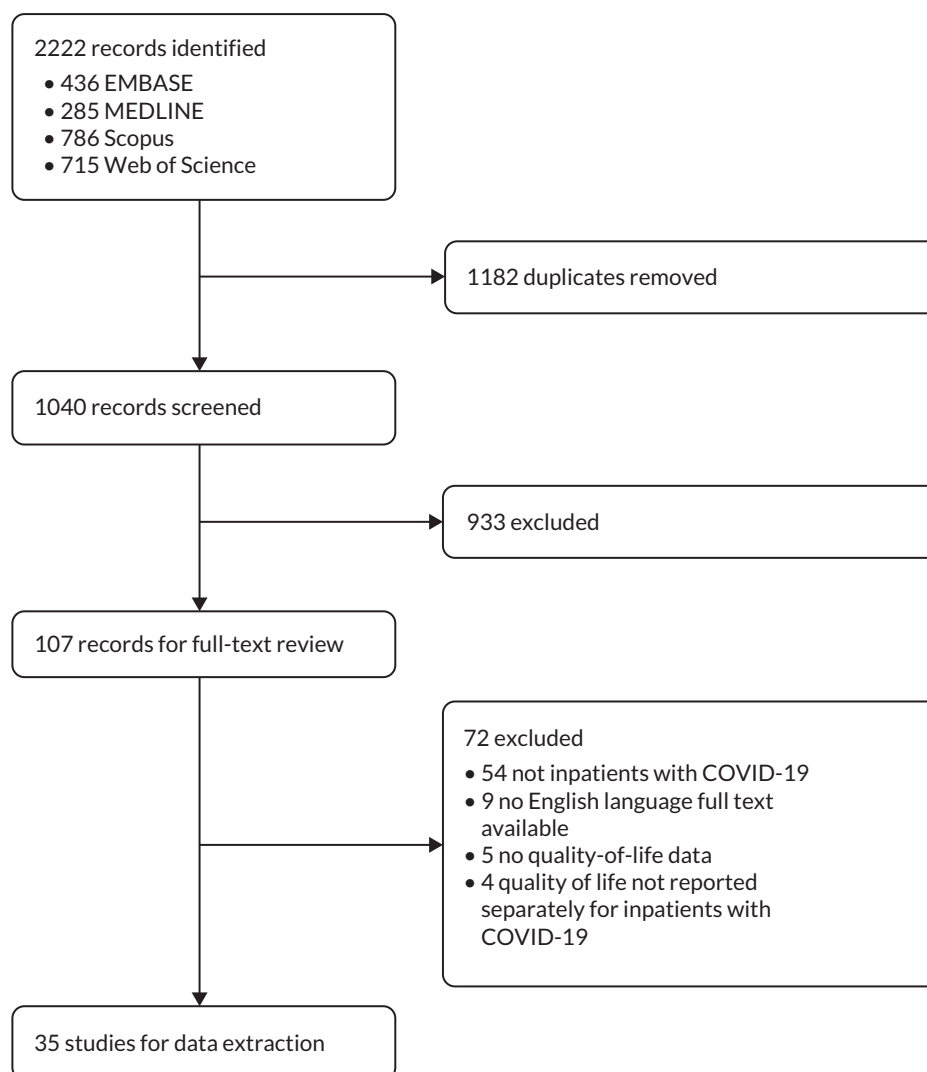 2222 records identified
• 436 EMBASE
• 285 MEDLINE
• 786 Scopus
• 715 Web of Science
1182 duplicates removed
1040 records screened
933 excluded
107 records for full-text review
72 excluded
• 54 not inpatients with COVID-19
• 9 no English language full text
available
• 5 no quality-of-life data
• 4 quality of life not reported
separately for inpatients with
COVID-19
35 studies for data extraction